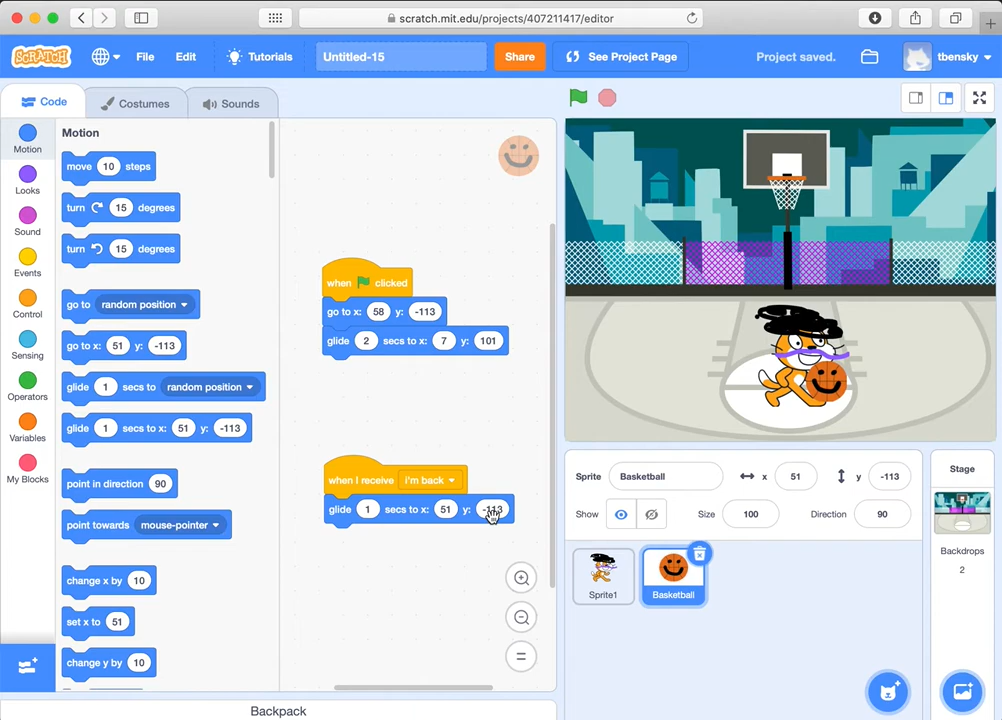 scratch.mit.edu/projects/407211417/editor
SCRATCH
File
Edit
Tutorials
Untitled-15
Share
See Project Page
Project saved.
tbensky
Code
Costumes
Sounds
Motion
Looks
Sound
Events
Control
Sensing
Operators
Variables
My Blocks
Motion
move 10 steps
turn 15 degrees
turn 15 degrees
go to random position
go to x: 51 y: -113
glide 1 secs to random position
glide 1 secs to x: 51 y: -113
point in direction 90
point towards mouse-pointer
change x by 10
set x to 51
change y by 10
when clicked
go to x: 58 y: -113
glide 2 secs to x: 7 y: 101
when I receive i'm back
glide 1 secs to x: 51 y: -113
Backpack
Sprite Basketball x 51 y -113
Show Size 100 Direction 90
Sprite1
Basketball
Stage
Backdrops
2